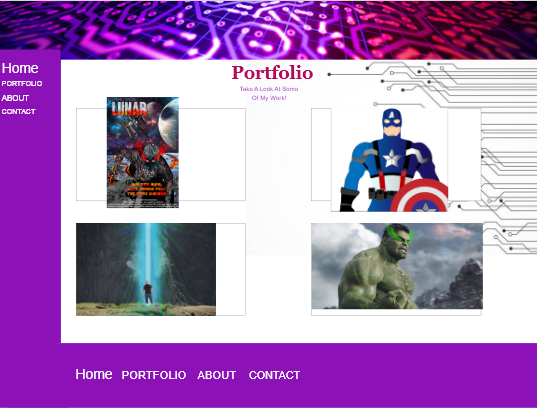 Home
PORTFOLIO
ABOUT
CONTACT
Portfolio
Take A Look At Some
Of My Work!
LUNAR
Home PORTFOLIO ABOUT CONTACT